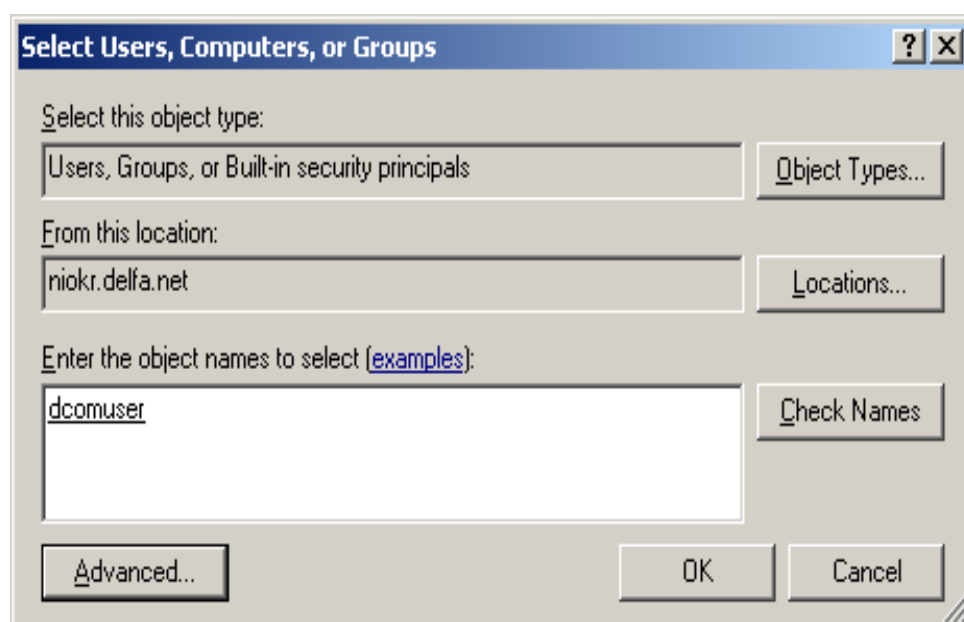 Select Users, Computers, or Groups
Select this object type:
Users, Groups, or Built-in security principals
Object Types...
From this location:
niokr.delfa.net
Locations...
Enter the object names to select (examples):
dcomuser
Check Names
Advanced...
OK
Cancel